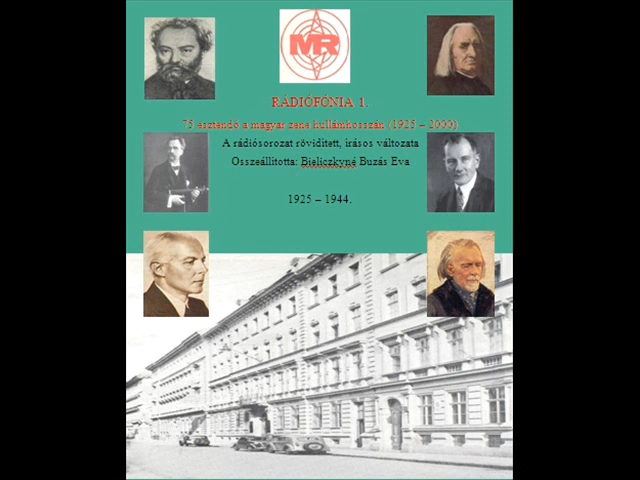 MR
RÁDIÓFÓNIA 1.
75 esztendő a magyar zene hullámhosszán (1925 – 2000)
A rádiósorozat rövidített, írásos változata
Összeállította: Bieliczkyné Buzás Éva
1925 – 1944.